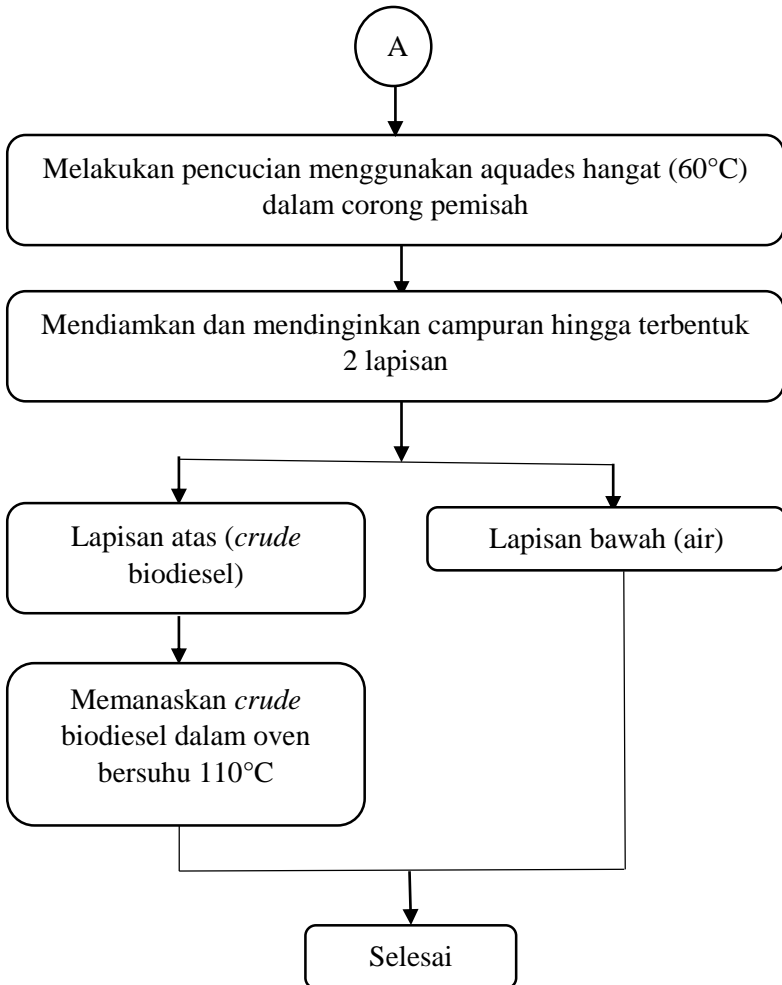 A
Melakukan pencucian menggunakan aquades hangat (60°C)
dalam corong pemisah
Mendiamkan dan mendinginkan campuran hingga terbentuk
2 lapisan
Lapisan atas (crude
biodiesel)
Lapisan bawah (air)
Memanaskan crude
biodiesel dalam oven
bersuhu 110°C
Selesai